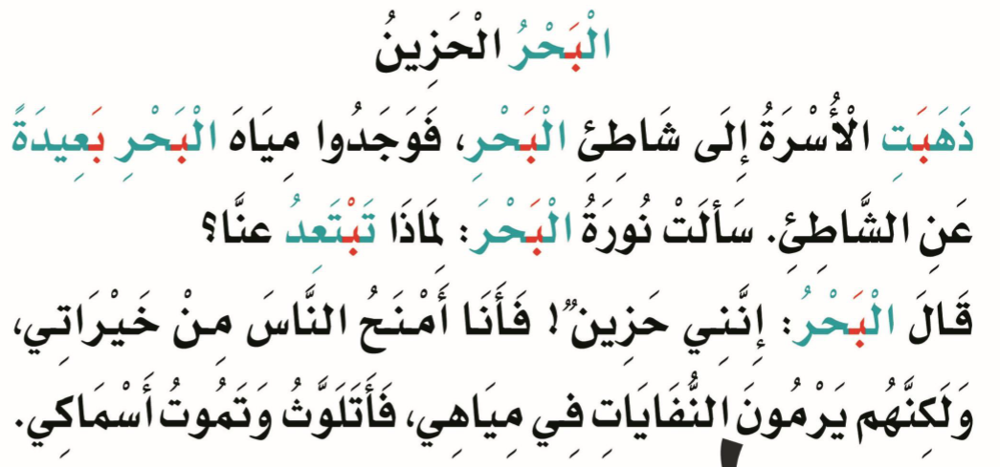 الْبَحْرُ الْحَزِينُ
ذَهَبَتِ الْأُسْرَةُ إِلَى شَاطِئِ الْبَحْرِ، فَوَجَدُوا مِيَاهَ الْبَحْرِ بَعِيدَةً
عَنِ الشَّاطِئِ. سَأَلَتْ نُورَةُ الْبَحْرَ: لِمَاذَا تَبْتَعِدُ عنَّا؟
قَالَ الْبَحْرُ: إِنَّنِي حَزِينٌ! فَأَنَا أَمْنَحُ النَّاسَ مِنْ خَيْرَاتِي،
وَلَكِنَّهُم يَرْمُونَ النُّفَايَاتِ فِي مِيَاهِي، فَأَتَلَوَّثُ وَتَمُوتُ أَسْمَاكِي.